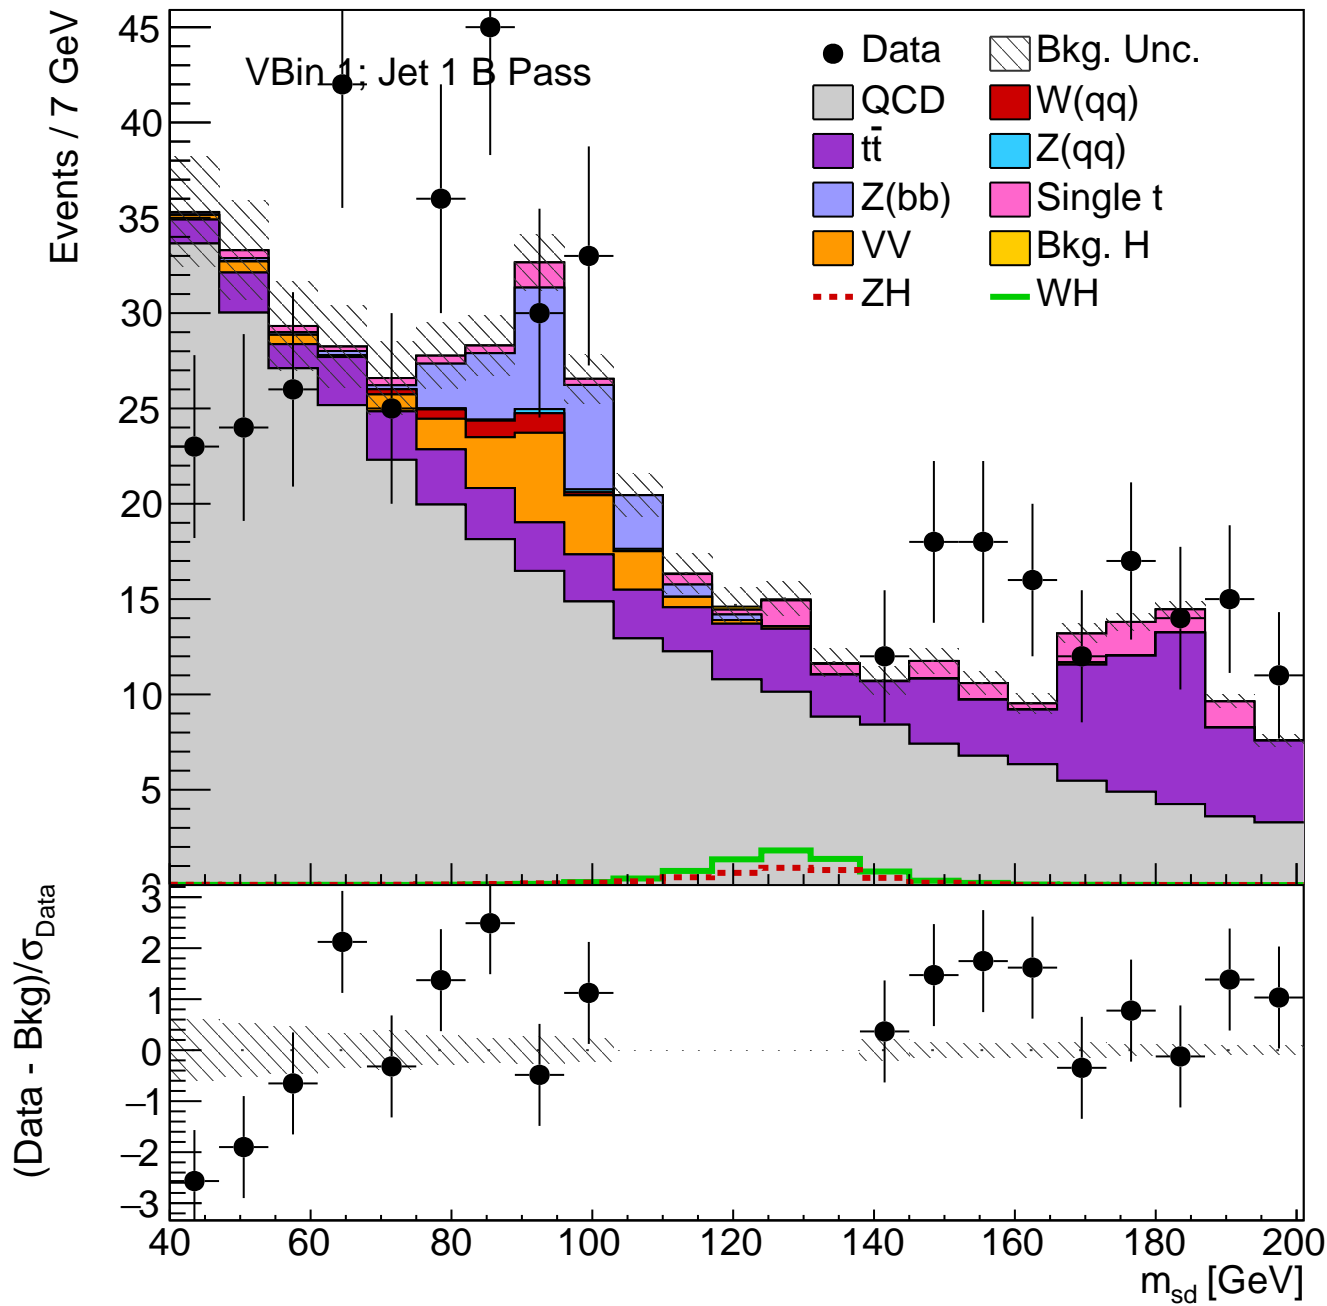 Events / 7 GeV
VBin 1; Jet 1 B Pass
Data
Bkg. Unc.
QCD
W(qq)
tt̄
Z(qq)
Z(bb)
Single t
VV
Bkg. H
ZH
WH
45
40
35
30
25
20
15
10
5
0
(Data - Bkg)/σData
3
2
1
0
−1
−2
−3
40 60 80 100 120 140 160 180 200
msd [GeV]